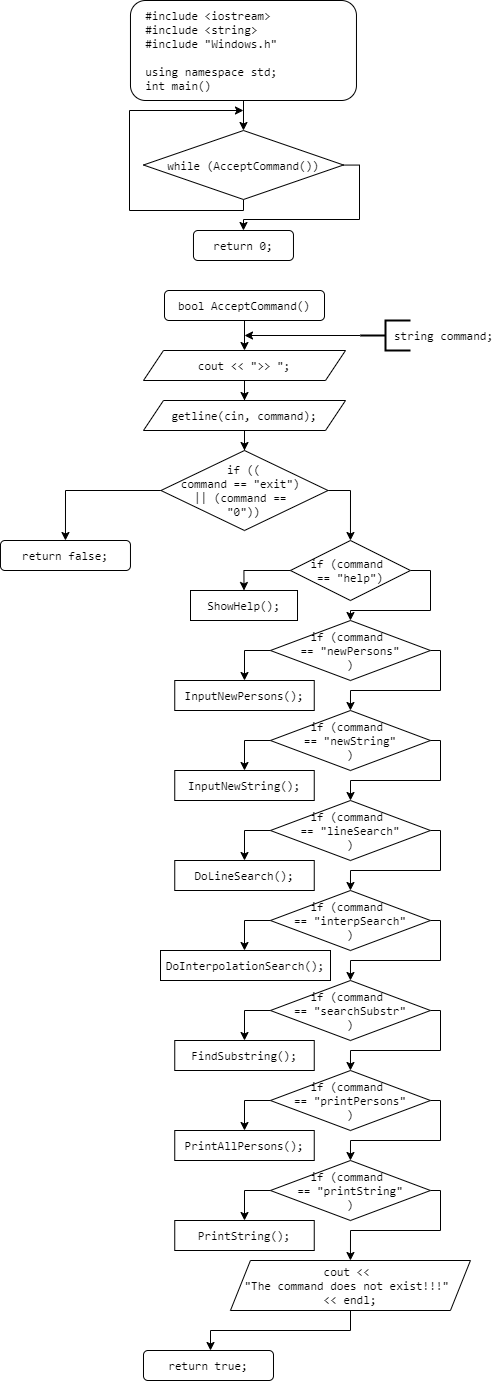 #include <iostream>
#include <string>
#include "Windows.h"
using namespace std;
int main()
while (AcceptCommand())
return 0;
bool AcceptCommand()
string command;
cout << ">> ";
getline(cin, command);
if ((
command == "exit")
|| (command ==
"0"))
return false;
if (command
== "help")
ShowHelp();
if (command
== "newPersons"
)
InputNewPersons();
if (command
== "newString"
)
InputNewString();
if (command
== "lineSearch"
)
DoLineSearch();
if (command
== "interpSearch"
)
DoInterpolationSearch();
if (command
== "searchSubstr"
)
FindSubstring();
if (command
== "printPersons"
)
PrintAllPersons();
if (command
== "printString"
)
PrintString();
cout <<
"The command does not exist!!!"
<< endl;
return true;